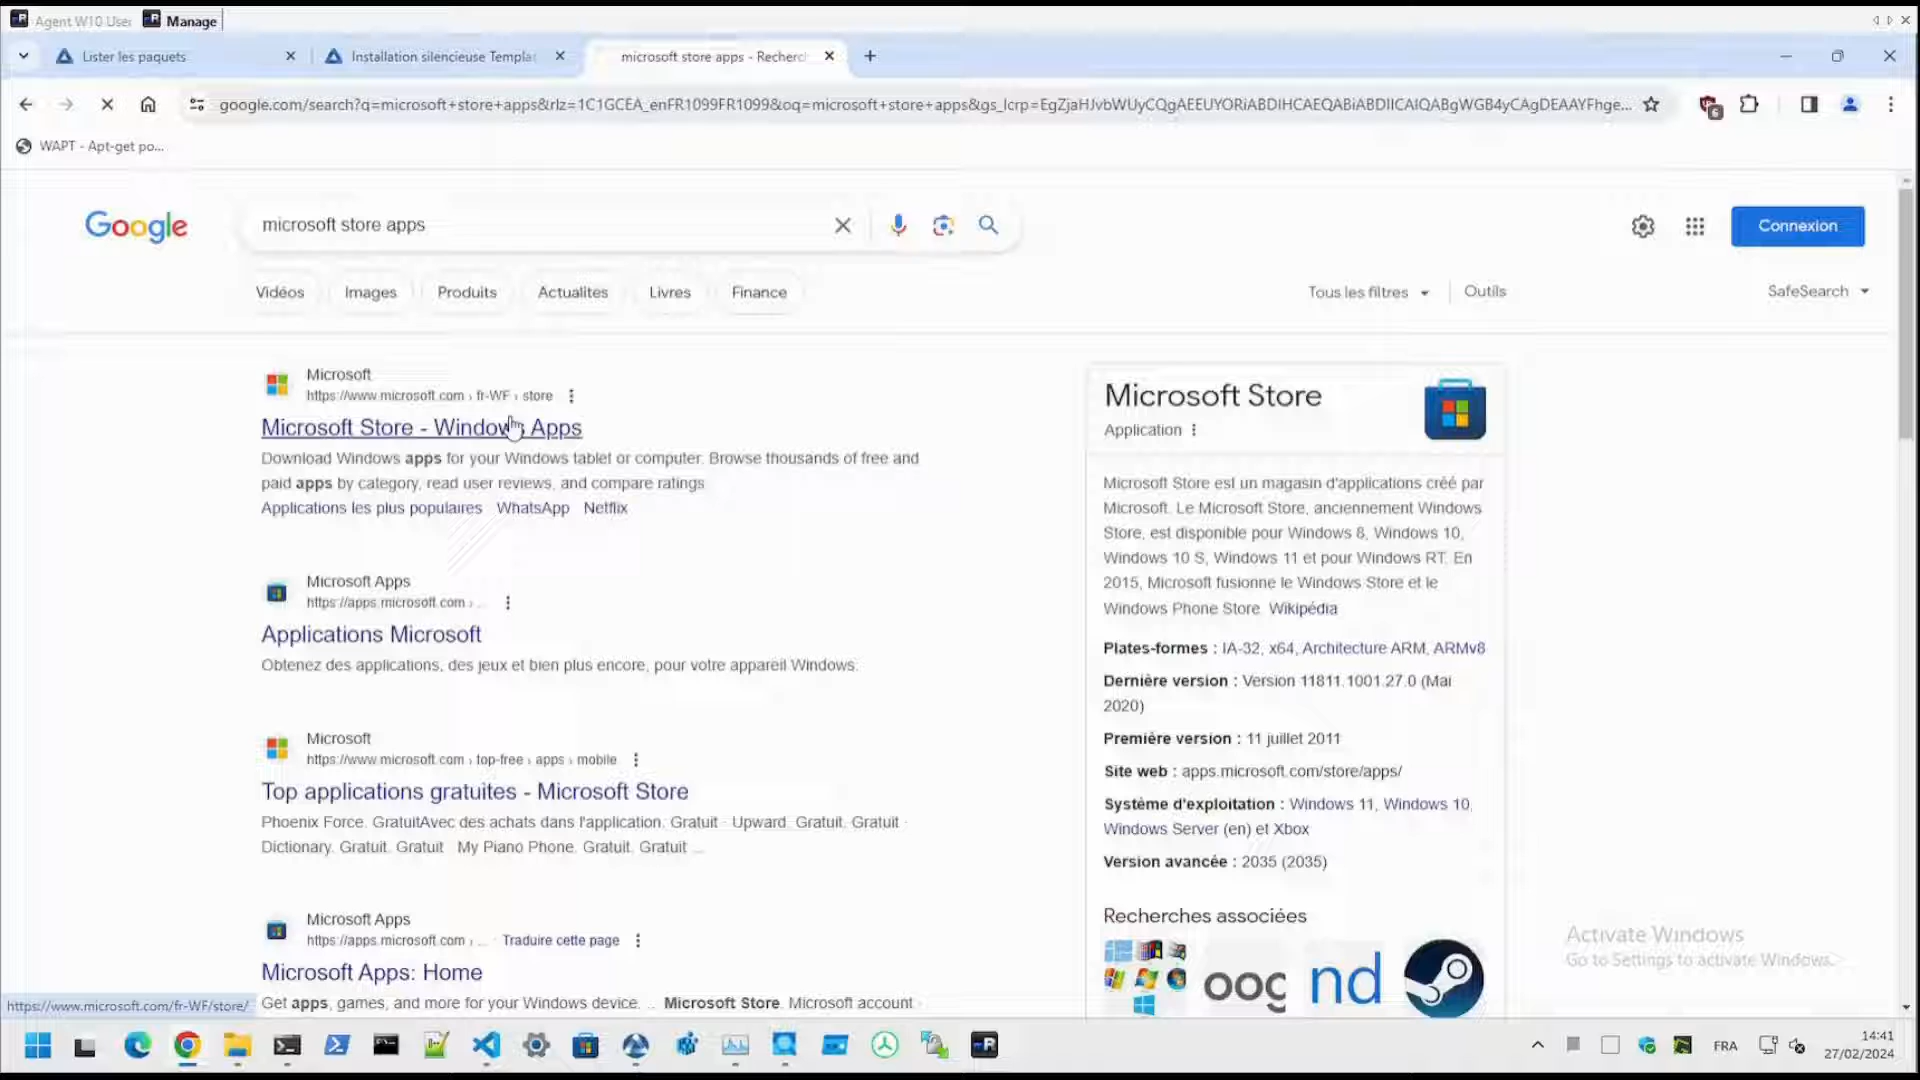 Agent W10 User
Manage
Lister les paquets
Installation silencieuse Templa
microsoft store apps - Recherc
google.com/search?q=microsoft+store+apps&rlz=1C1GCEA_enFR1099FR1099&oq=microsoft+store+apps&gs_lcrp=EgZjaHJvbWUyCQgAEEUYORiABDIHCAEQABiABDIICAIQABgWGB4yCAgDEAAYFhge...
WAPT - Apt-get po...
Google
microsoft store apps
Connexion
Vidéos
Images
Produits
Actualites
Livres
Finance
Tous les filtres
Outils
SafeSearch
Microsoft
https://www.microsoft.com › fr-WF › store
Microsoft Store - Windows Apps
Download Windows apps for your Windows tablet or computer. Browse thousands of free and
paid apps by category, read user reviews, and compare ratings
Applications les plus populaires WhatsApp Netflix
Microsoft Apps
https://apps.microsoft.com › ...
Applications Microsoft
Obtenez des applications, des jeux et bien plus encore, pour votre appareil Windows.
Microsoft
https://www.microsoft.com › top-free › apps › mobile
Top applications gratuites - Microsoft Store
Phoenix Force. GratuitAvec des achats dans l'application. Gratuit · Upward. Gratuit. Gratuit ·
Dictionary. Gratuit. Gratuit My Piano Phone. Gratuit. Gratuit ...
Microsoft Apps
https://apps.microsoft.com › ... · Traduire cette page
Microsoft Apps: Home
Get apps, games, and more for your Windows device. ... Microsoft Store. Microsoft account ·
Microsoft Store
Application
Microsoft Store est un magasin d'applications créé par
Microsoft. Le Microsoft Store, anciennement Windows
Store, est disponible pour Windows 8, Windows 10,
Windows 10 S, Windows 11 et pour Windows RT. En
2015, Microsoft fusionne le Windows Store et le
Windows Phone Store. Wikipédia
Plates-formes : IA-32, x64, Architecture ARM, ARMv8
Dernière version : Version 11811.1001.27.0 (Mai
2020)
Première version : 11 juillet 2011
Site web : apps.microsoft.com/store/apps/
Système d'exploitation : Windows 11, Windows 10,
Windows Server (en) et Xbox
Version avancée : 2035 (2035)
Recherches associées
oog
nd
Activate Windows
Go to Settings to activate Windows.
https://www.microsoft.com/fr-WF/store/
FRA
14:41
27/02/2024